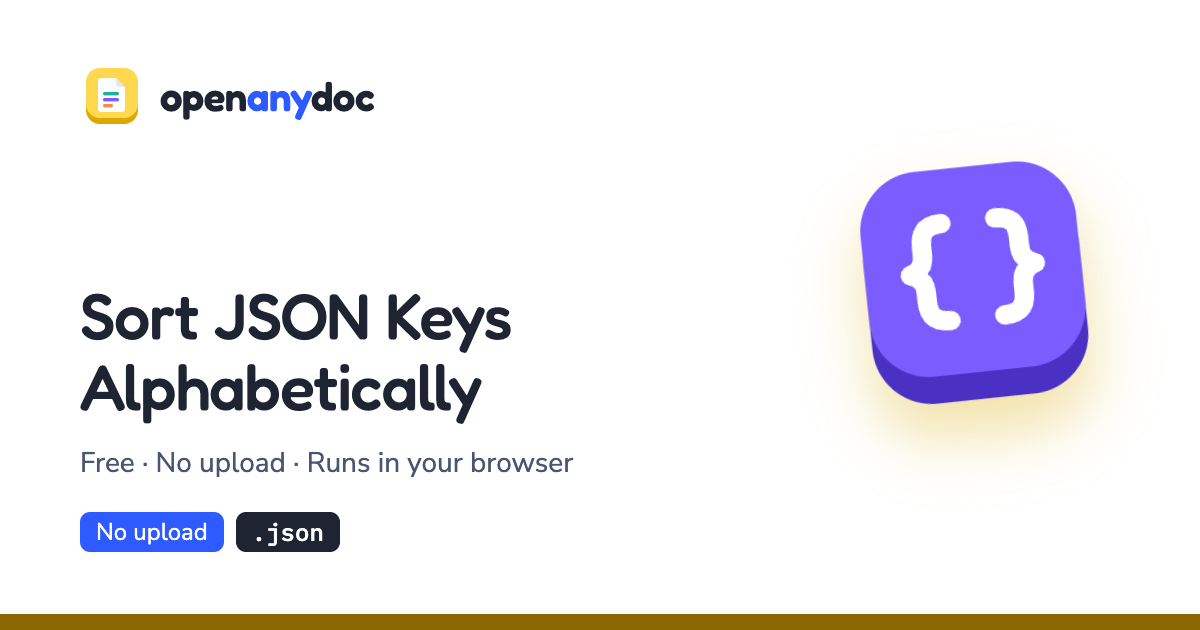 openanydoc
{ }
Sort JSON Keys
Alphabetically
Free · No upload · Runs in your browser
No upload
.json